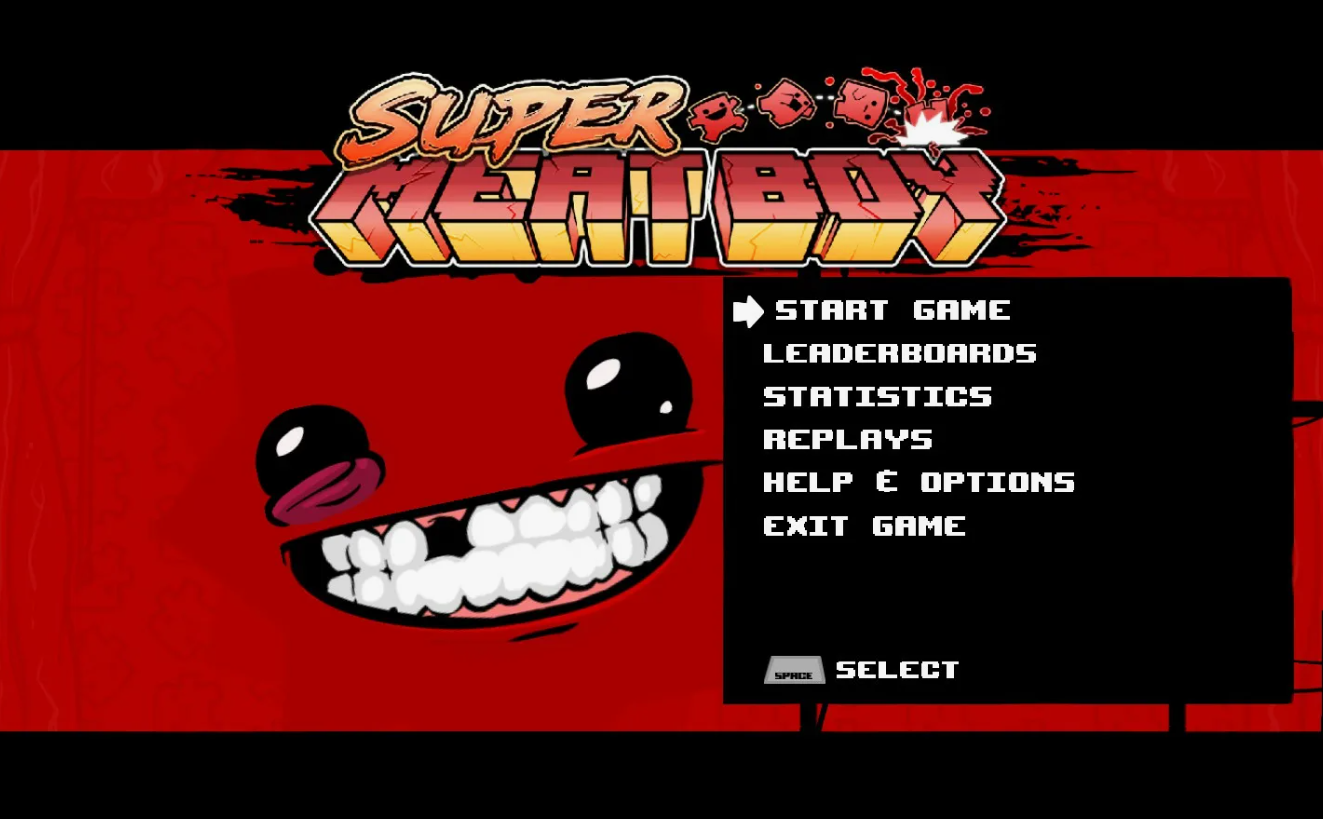 SUPER
MEAT BOY
START GAME
LEADERBOARDS
STATISTICS
REPLAYS
HELP & OPTIONS
EXIT GAME
SPACE SELECT